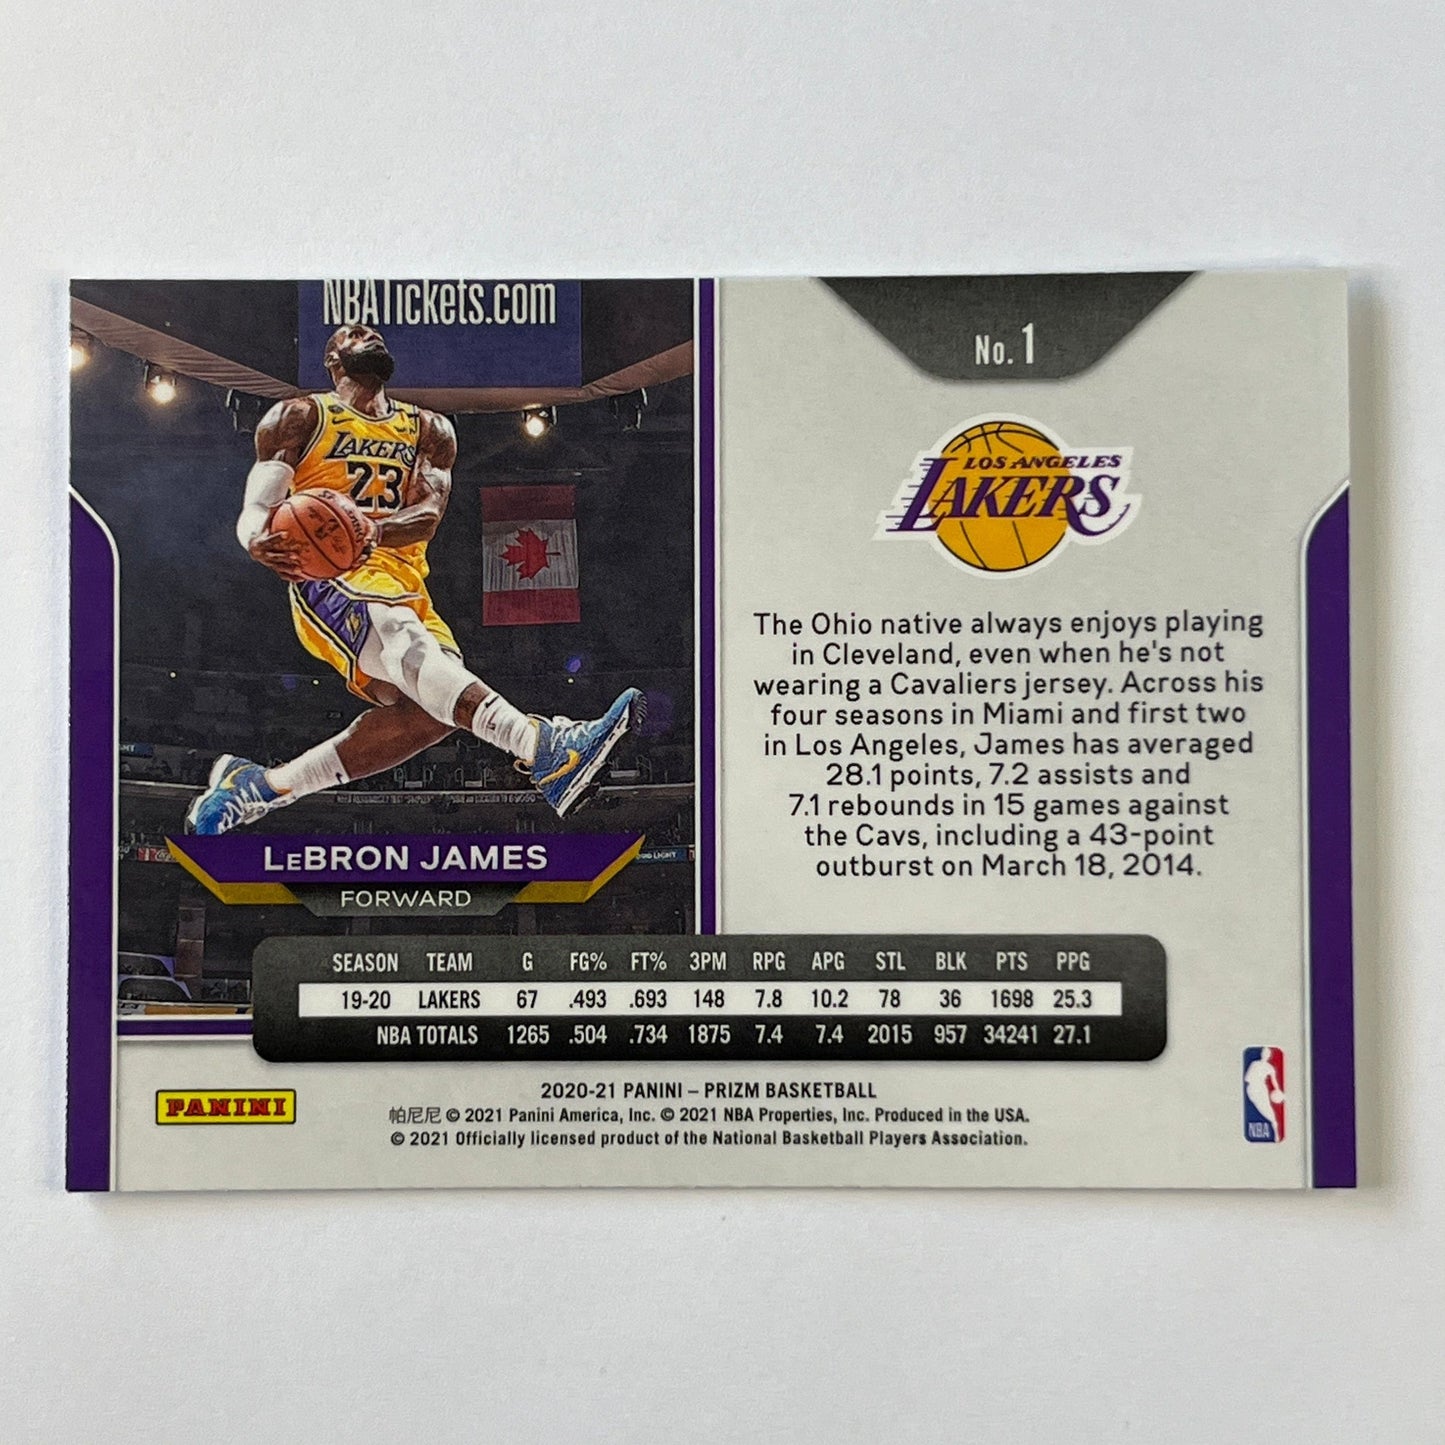 NBATickets.com
LAKERS
23
LeBRON JAMES
FORWARD
No. 1
LOS ANGELES
LAKERS
The Ohio native always enjoys playing
in Cleveland, even when he's not
wearing a Cavaliers jersey. Across his
four seasons in Miami and first two
in Los Angeles, James has averaged
28.1 points, 7.2 assists and
7.1 rebounds in 15 games against
the Cavs, including a 43-point
outburst on March 18, 2014.
SEASON TEAM G FG% FT% 3PM RPG APG STL BLK PTS PPG
19-20 LAKERS 67 .493 .693 148 7.8 10.2 78 36 1698 25.3
NBA TOTALS 1265 .504 .734 1875 7.4 7.4 2015 957 34241 27.1
PANINI
2020-21 PANINI – PRIZM BASKETBALL
帕尼尼 © 2021 Panini America, Inc. © 2021 NBA Properties, Inc. Produced in the USA.
© 2021 Officially licensed product of the National Basketball Players Association.
NBA